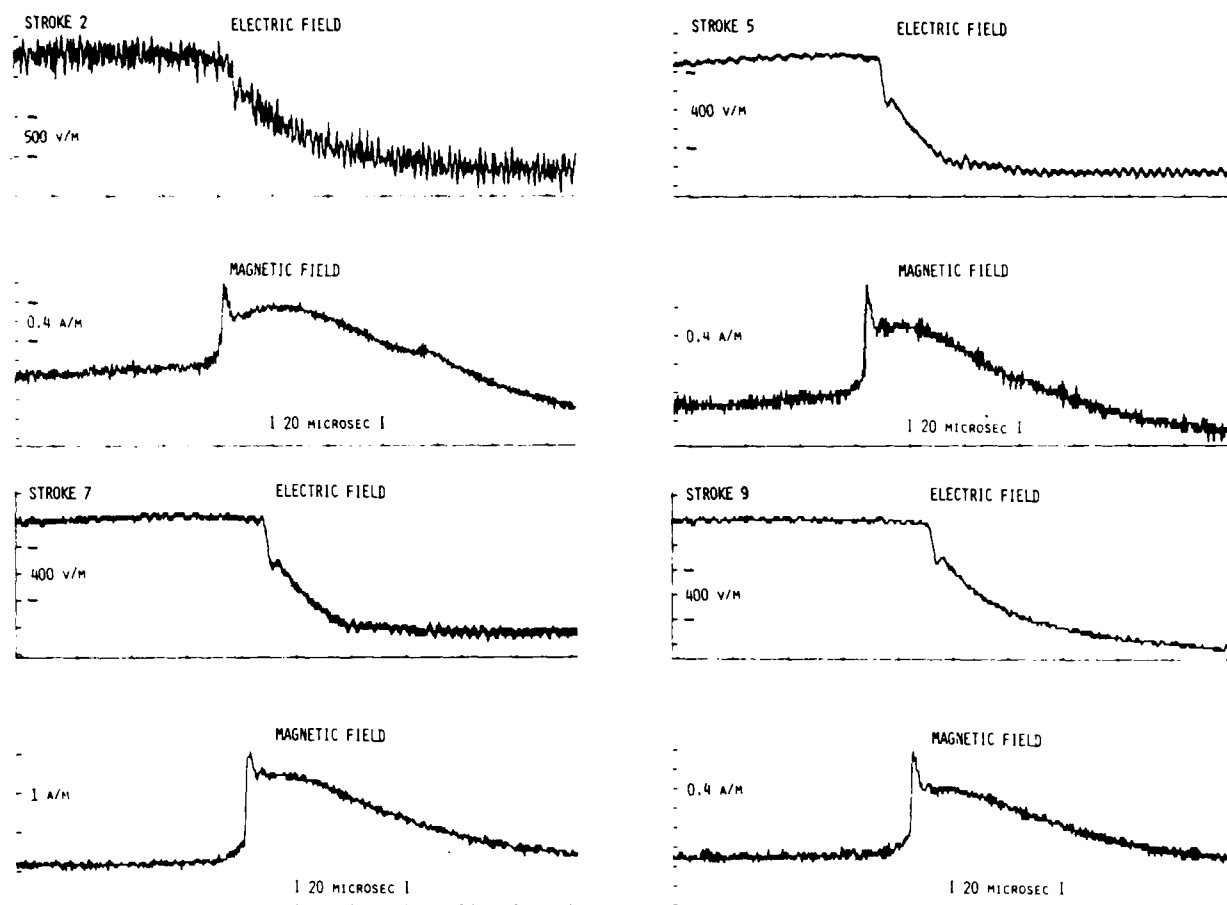 STROKE 2
ELECTRIC FIELD
500 V/M
MAGNETIC FIELD
0.4 A/M
I 20 MICROSEC I
STROKE 5
ELECTRIC FIELD
400 V/M
MAGNETIC FIELD
0.4 A/M
I 20 MICROSEC I
STROKE 7
ELECTRIC FIELD
400 V/M
MAGNETIC FIELD
1 A/M
I 20 MICROSEC I
STROKE 9
ELECTRIC FIELD
400 V/M
MAGNETIC FIELD
0.4 A/M
I 20 MICROSEC I